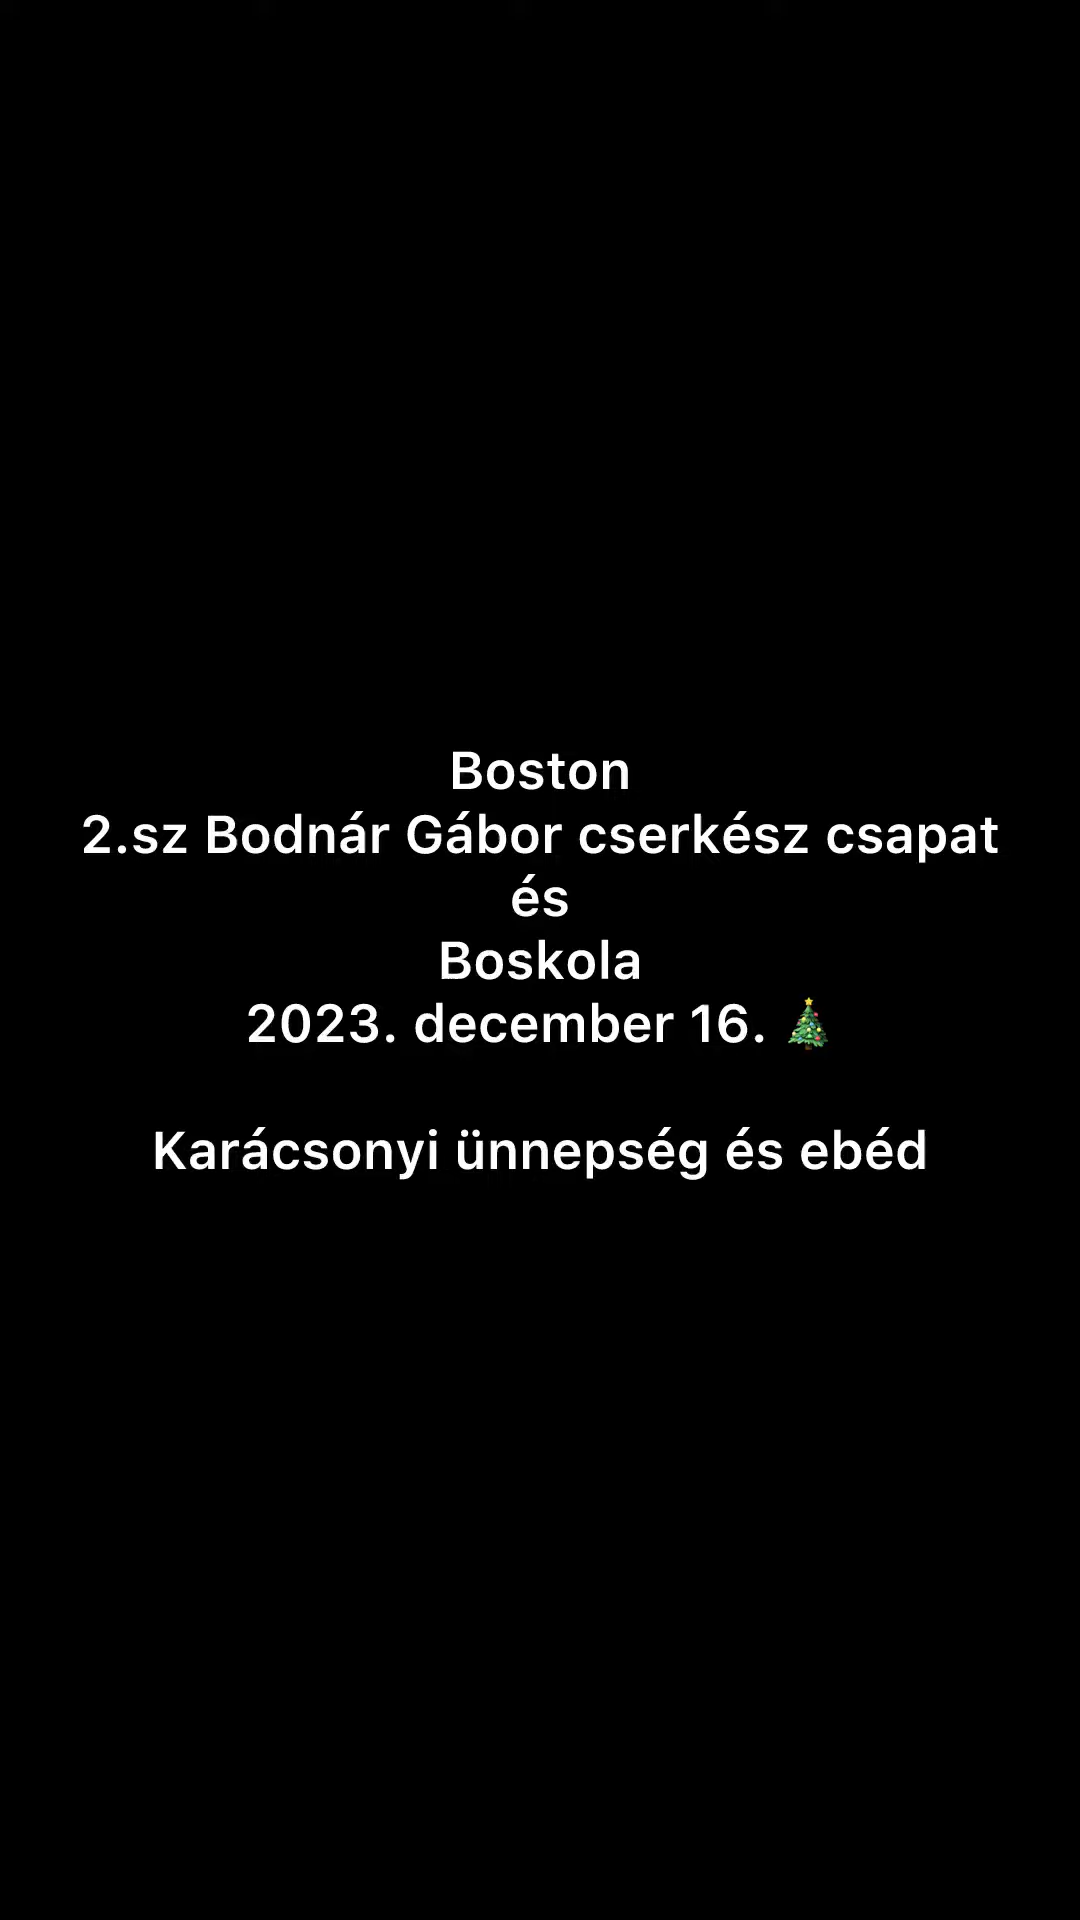 Boston
2.sz Bodnár Gábor cserkész csapat
és
Boskola
2023. december 16. 🎄
Karácsonyi ünnepség és ebéd